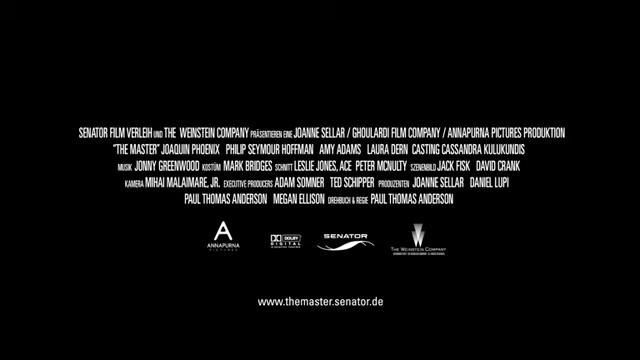 SENATOR FILM VERLEIH UND THE WEINSTEIN COMPANY PRÄSENTIEREN EINE JOANNE SELLAR / GHOULARDI FILM COMPANY / ANNAPURNA PICTURES PRODUKTION
"THE MASTER" JOAQUIN PHOENIX PHILIP SEYMOUR HOFFMAN AMY ADAMS LAURA DERN CASTING CASSANDRA KULUKUNDIS
MUSIK JONNY GREENWOOD KOSTÜM MARK BRIDGES SCHNITT LESLIE JONES, ACE PETER MCNULTY SZENENBILD JACK FISK DAVID CRANK
KAMERA MIHAI MALAIMARE, JR. EXECUTIVE PRODUCERS ADAM SOMNER TED SCHIPPER PRODUZENTEN JOANNE SELLAR DANIEL LUPI
PAUL THOMAS ANDERSON MEGAN ELLISON DREHBUCH & REGIE PAUL THOMAS ANDERSON
ANNAPURNA
PICTURES
DOLBY
DIGITAL
SENATOR
THE WEINSTEIN COMPANY
www.themaster.senator.de